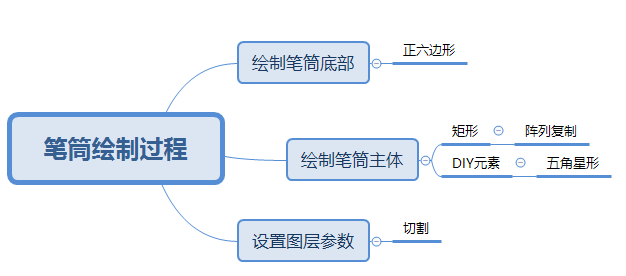 笔筒绘制过程
绘制笔筒底部
正六边形
绘制笔筒主体
矩形
阵列复制
DIY元素
五角星形
设置图层参数
切割